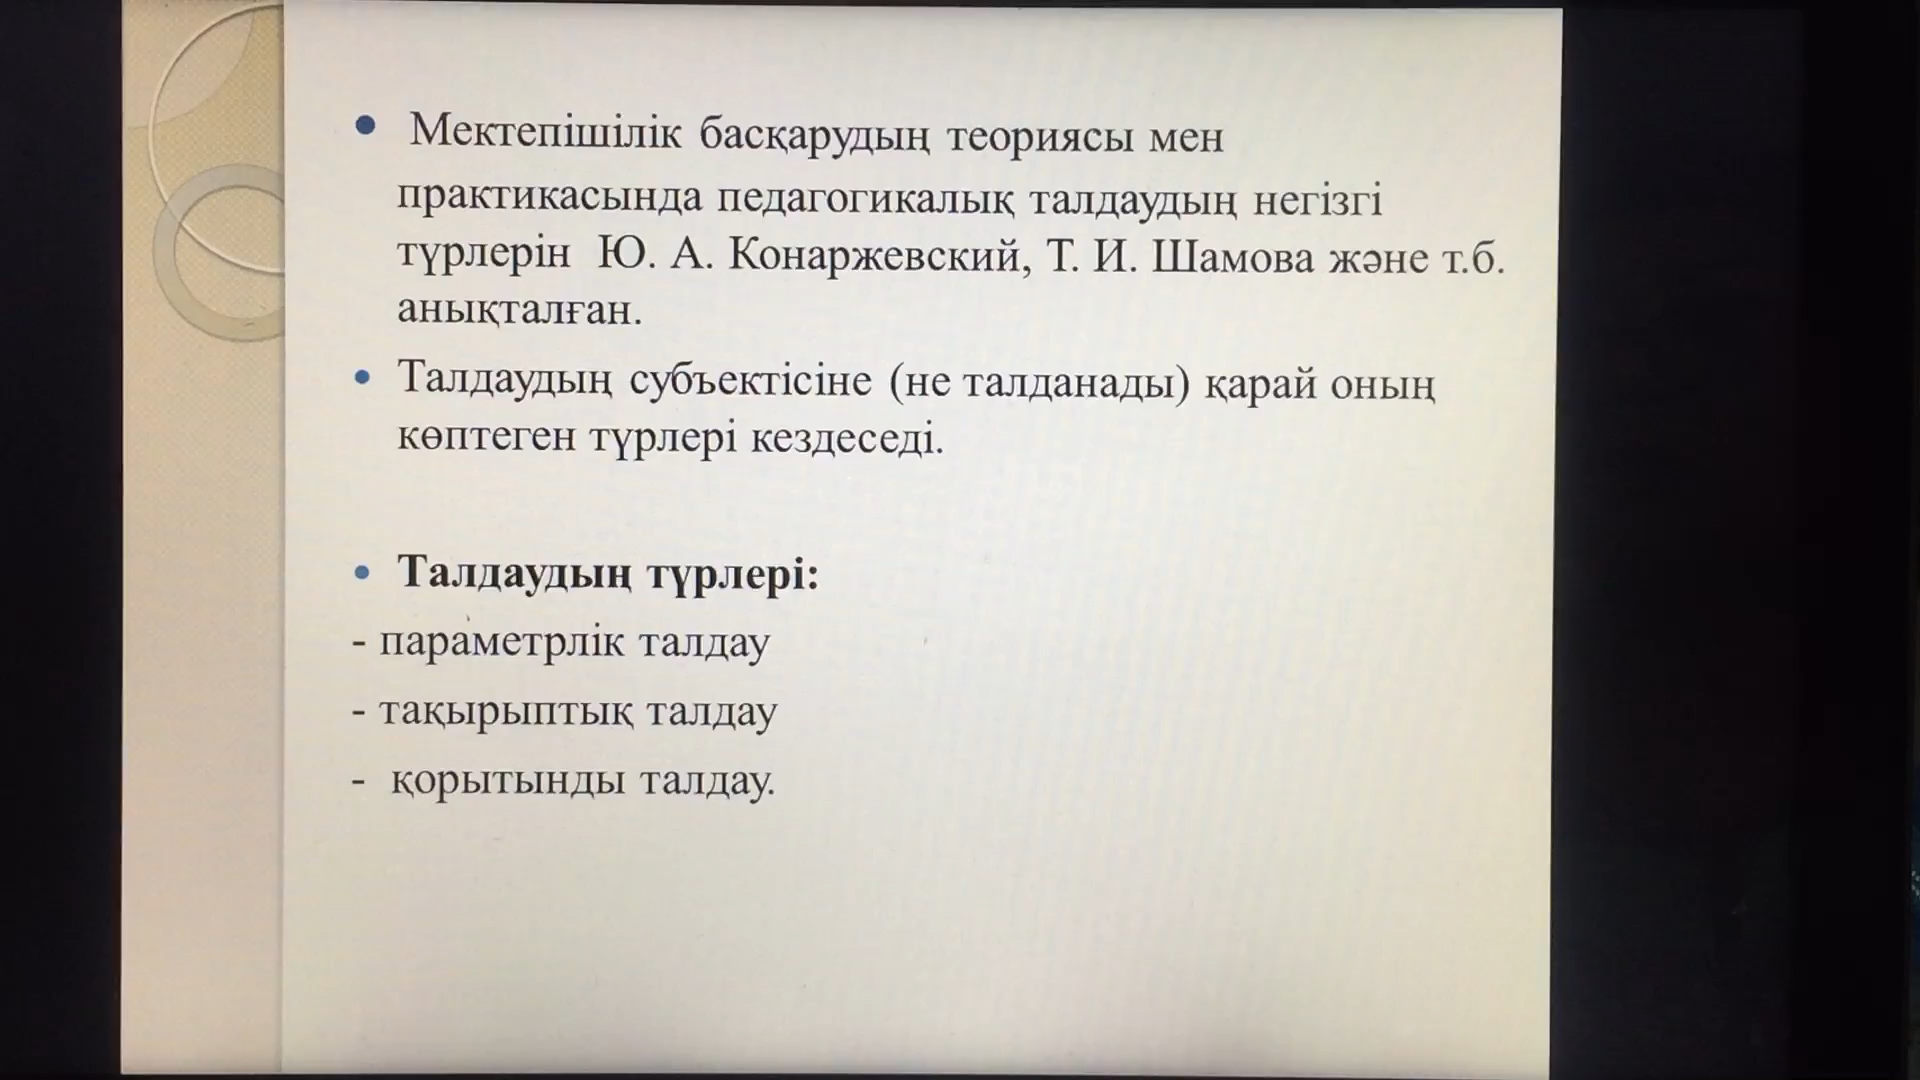 • Мектепішілік басқарудың теориясы мен
практикасында педагогикалық талдаудың негізгі
түрлерін Ю. А. Конаржевский, Т. И. Шамова және т.б.
анықталған.
• Талдаудың субъектісіне (не талданады) қарай оның
көптеген түрлері кездеседі.
• Талдаудың түрлері:
- параметрлік талдау
- тақырыптық талдау
- қорытынды талдау.